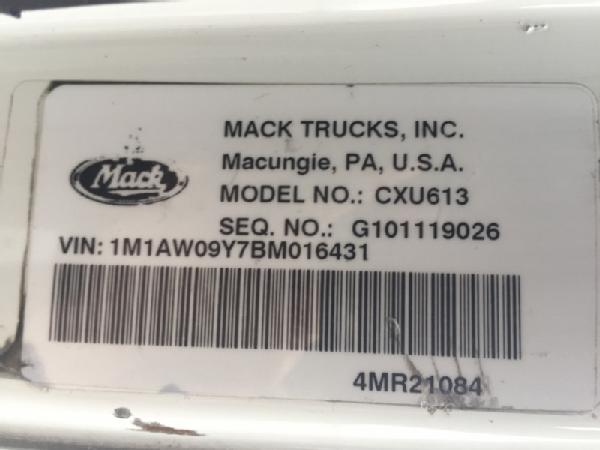 Mack
MACK TRUCKS, INC.
Macungie, PA, U.S.A.
MODEL NO.: CXU613
SEQ. NO.: G101119026
VIN: 1M1AW09Y7BM016431
4MR21084